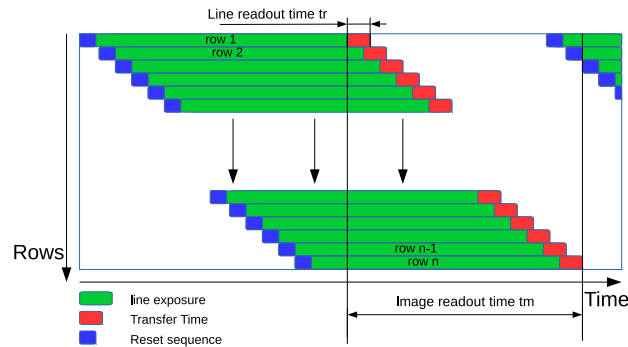 Line readout time tr
row 1
row 2
row n-1
row n
Rows
Time
line exposure
Image readout time tm
Transfer Time
Reset sequence